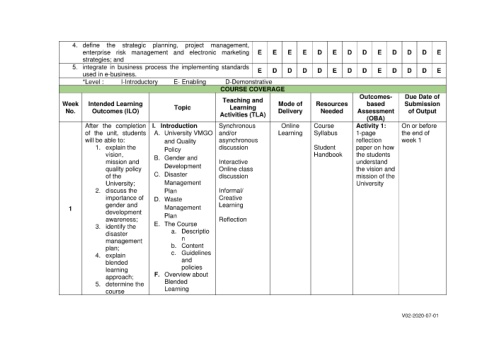 4. define the strategic planning, project management,
enterprise risk management and electronic marketing
strategies; and
E E E E D E D D E D D D E
5. integrate in business process the implementing standards
used in e-business.
E D D D D E D D E D D D E
*Level : I-Introductory E- Enabling D-Demonstrative
COURSE COVERAGE
Week
No.
Intended Learning
Outcomes (ILO)
Topic
Teaching and
Learning
Activities (TLA)
Mode of
Delivery
Resources
Needed
Outcomes-
based
Assessment
(OBA)
Due Date of
Submission
of Output
1
After the completion
of the unit, students
will be able to:
1. explain the
vision,
mission and
quality policy
of the
University;
2. discuss the
importance of
gender and
development
awareness;
3. identify the
disaster
management
plan;
4. explain
blended
learning
approach;
5. determine the
course
I. Introduction
A. University VMGO
and Quality
Policy
B. Gender and
Development
C. Disaster
Management
Plan
D. Waste
Management
Plan
E. The Course
a. Descriptio
n
b. Content
c. Guidelines
and
policies
F. Overview about
Blended
Learning
Synchronous
and/or
asynchronous
discussion
Interactive
Online class
discussion
Informal/
Creative
Learning
Reflection
Online
Learning
Course
Syllabus
Student
Handbook
Activity 1:
1-page
reflection
paper on how
the students
understand
the vision and
mission of the
University
On or before
the end of
week 1
V02-2020-07-01